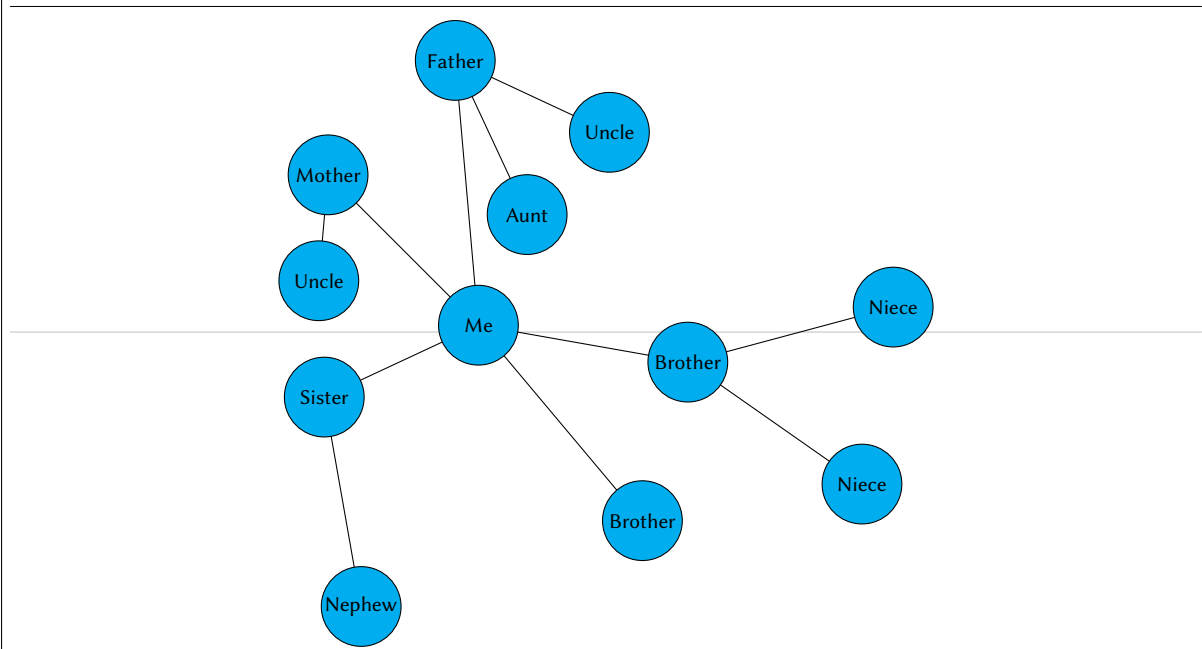 Father
Uncle
Mother
Aunt
Uncle
Niece
Me
Brother
Sister
Niece
Brother
Nephew